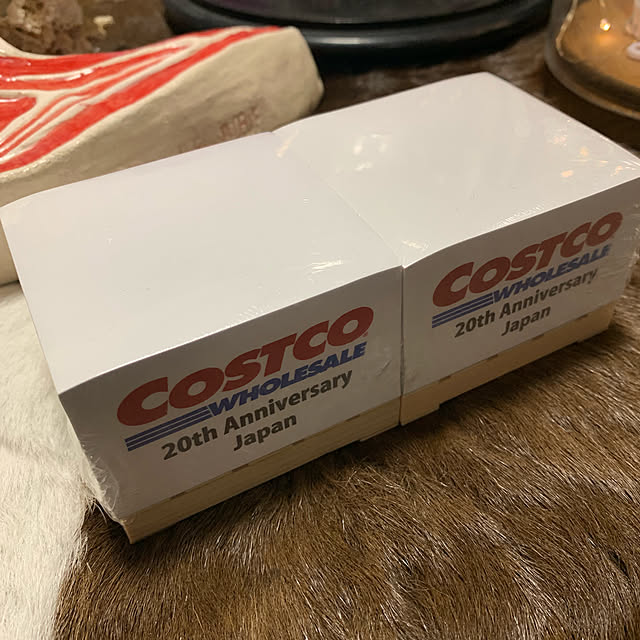 COSTCO
WHOLESALE
20th Anniversary
Japan
COSTCO
WHOLESALE
20th Anniversary
Japan